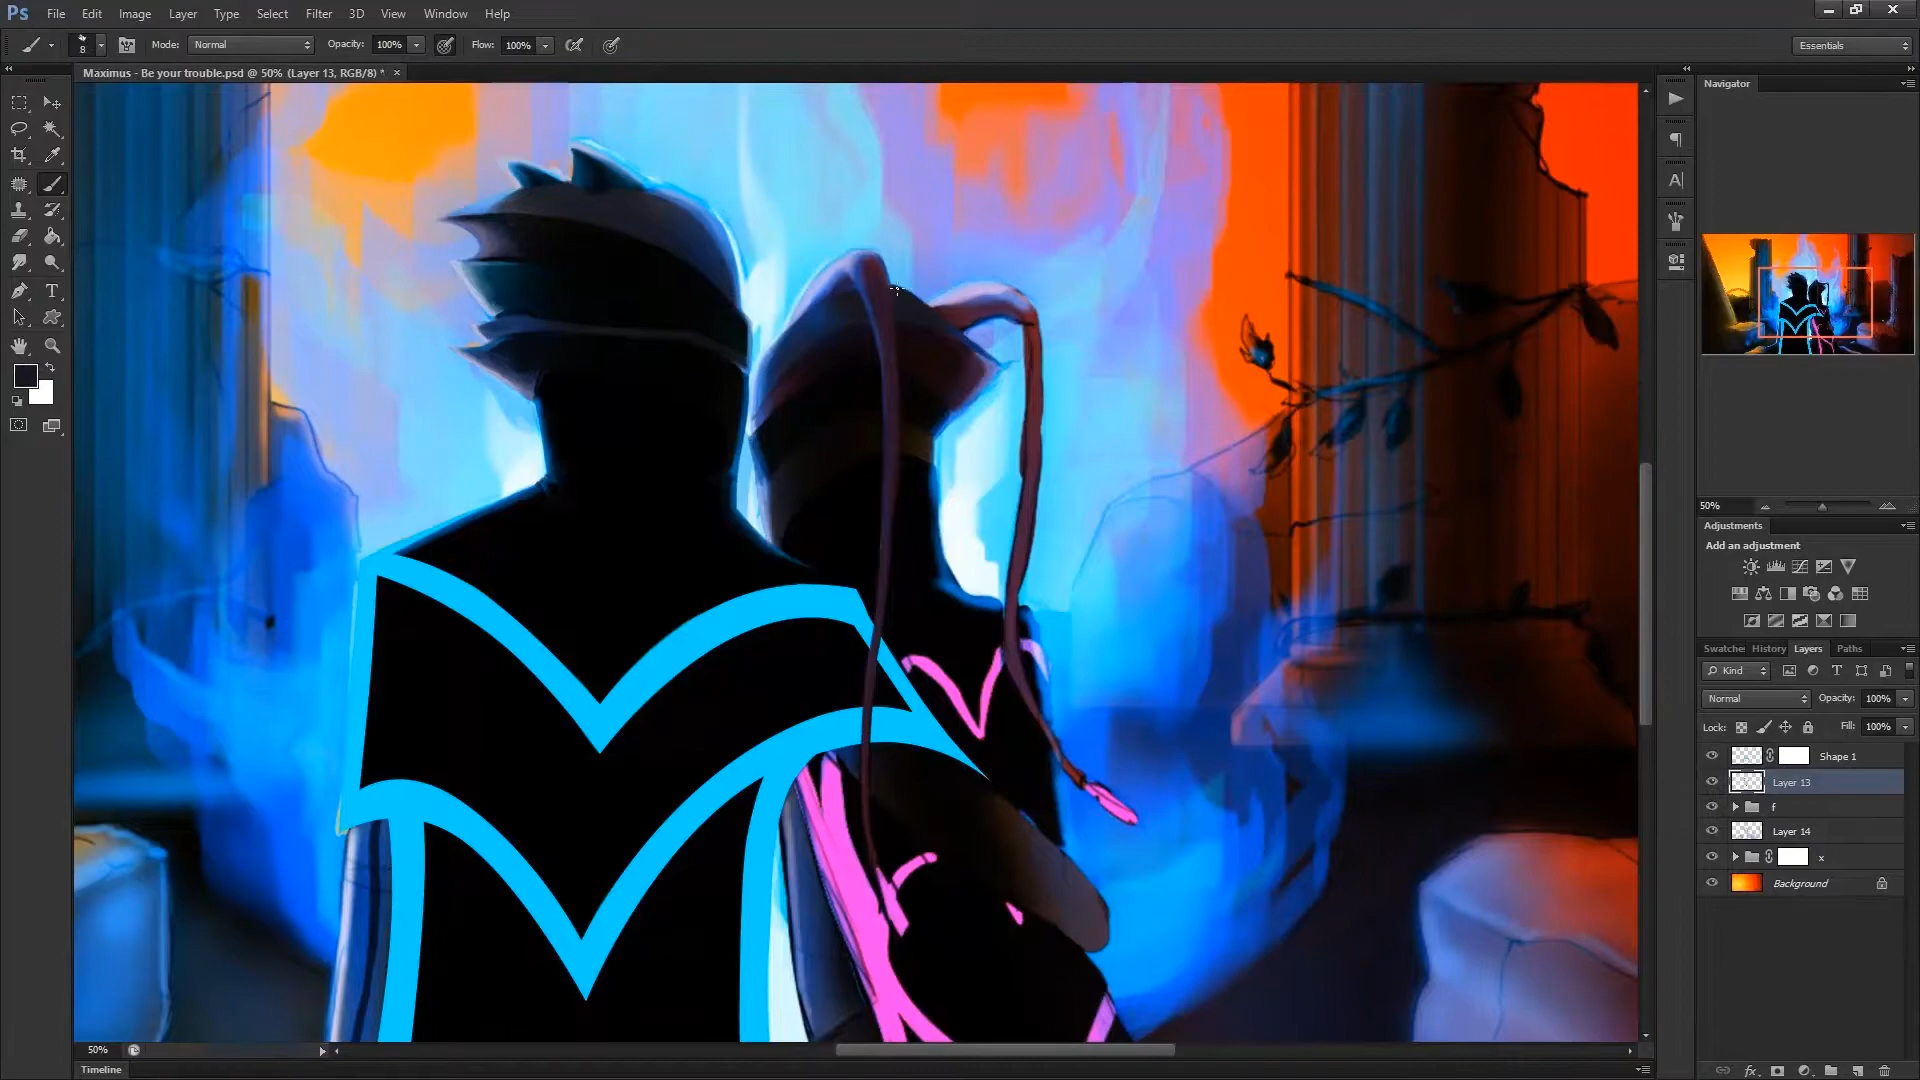 Ps File Edit Image Layer Type Select Filter 3D View Window Help
8 Mode: Normal Opacity: 100% Flow: 100% Essentials
Maximus - Be your trouble.psd @ 50% (Layer 13, RGB/8) *
Navigator
50%
Adjustments
Add an adjustment
Swatches History Layers Paths
Kind
Normal Opacity: 100%
Lock: Fill: 100%
Shape 1
Layer 13
f
Layer 14
x
Background
50%
Timeline